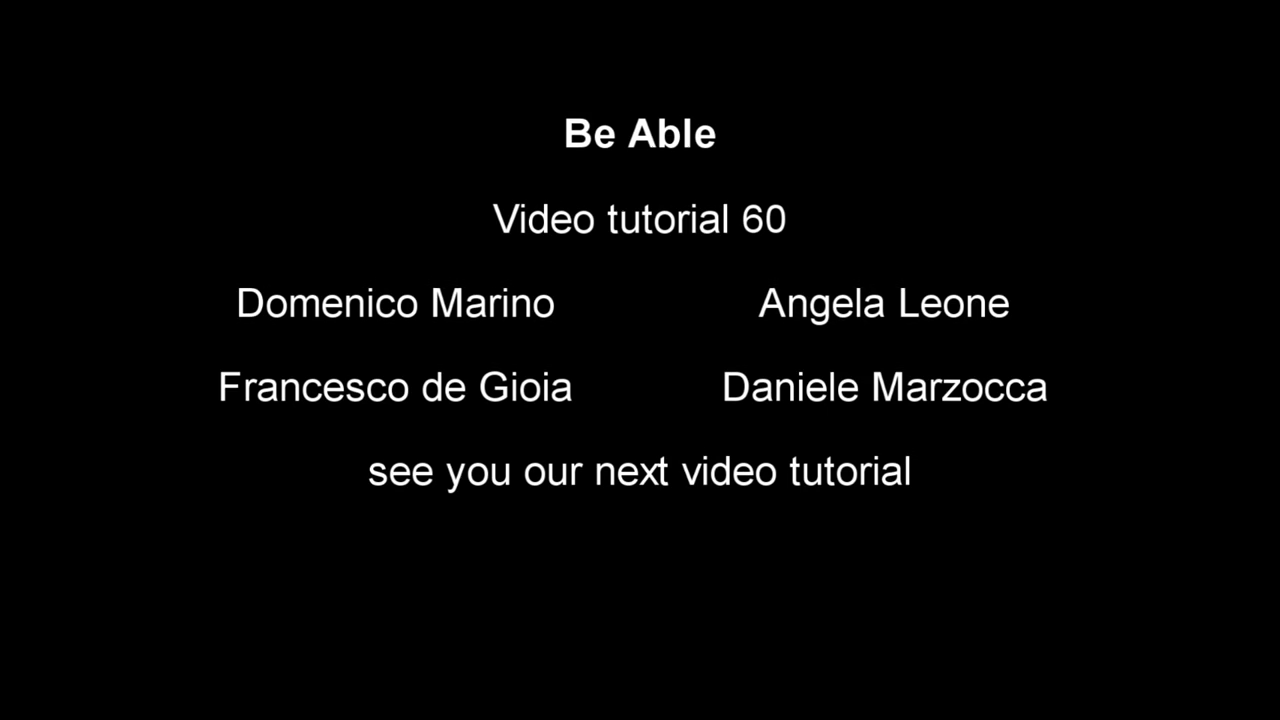 Be Able
Video tutorial 60
Domenico Marino Angela Leone
Francesco de Gioia Daniele Marzocca
see you our next video tutorial